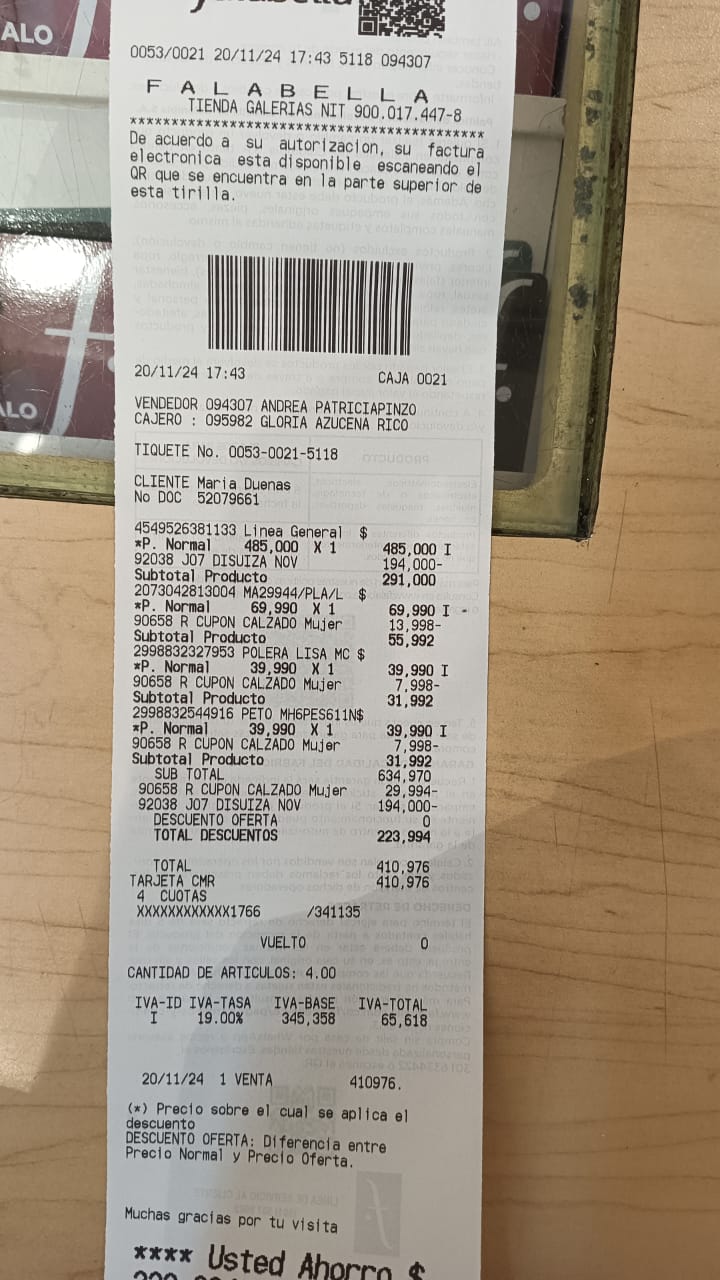 ALO
ALO
0053/0021 20/11/24 17:43 5118 094307
F A L A B E L L A
TIENDA GALERIAS NIT 900.017.447-8
******************************************
De acuerdo a su autorizacion, su factura
electronica esta disponible escaneando el
QR que se encuentra en la parte superior de
esta tirilla.
20/11/24 17:43 CAJA 0021
VENDEDOR 094307 ANDREA PATRICIAPINZO
CAJERO : 095982 GLORIA AZUCENA RICO
TIQUETE No. 0053-0021-5118
CLIENTE Maria Duenas
No DOC 52079661
4549526381133 Linea General $
*P. Normal 485,000 X 1 485,000 I
92038 J07 DISUIZA NOV 194,000-
Subtotal Producto 291,000
2073042813004 MA29944/PLA/L $
*P. Normal 69,990 X 1 69,990 I
90658 R CUPON CALZADO Mujer 13,998-
Subtotal Producto 55,992
2998832327953 POLERA LISA MC $
*P. Normal 39,990 X 1 39,990 I
90658 R CUPON CALZADO Mujer 7,998-
Subtotal Producto 31,992
2998832544916 PETO MH6PES611N$
*P. Normal 39,990 X 1 39,990 I
90658 R CUPON CALZADO Mujer 7,998-
Subtotal Producto 31,992
SUB TOTAL 634,970
90658 R CUPON CALZADO Mujer 29,994-
92038 J07 DISUIZA NOV 194,000-
DESCUENTO OFERTA 0
TOTAL DESCUENTOS 223,994
TOTAL 410,976
TARJETA CMR 410,976
4 CUOTAS
XXXXXXXXXXXX1766 /341135
VUELTO 0
CANTIDAD DE ARTICULOS: 4.00
IVA-ID IVA-TASA IVA-BASE IVA-TOTAL
I 19.00% 345,358 65,618
20/11/24 1 VENTA 410976.
(*) Precio sobre el cual se aplica el
descuento
DESCUENTO OFERTA: Diferencia entre
Precio Normal y Precio Oferta.
Muchas gracias por tu visita
**** Usted Ahorro $